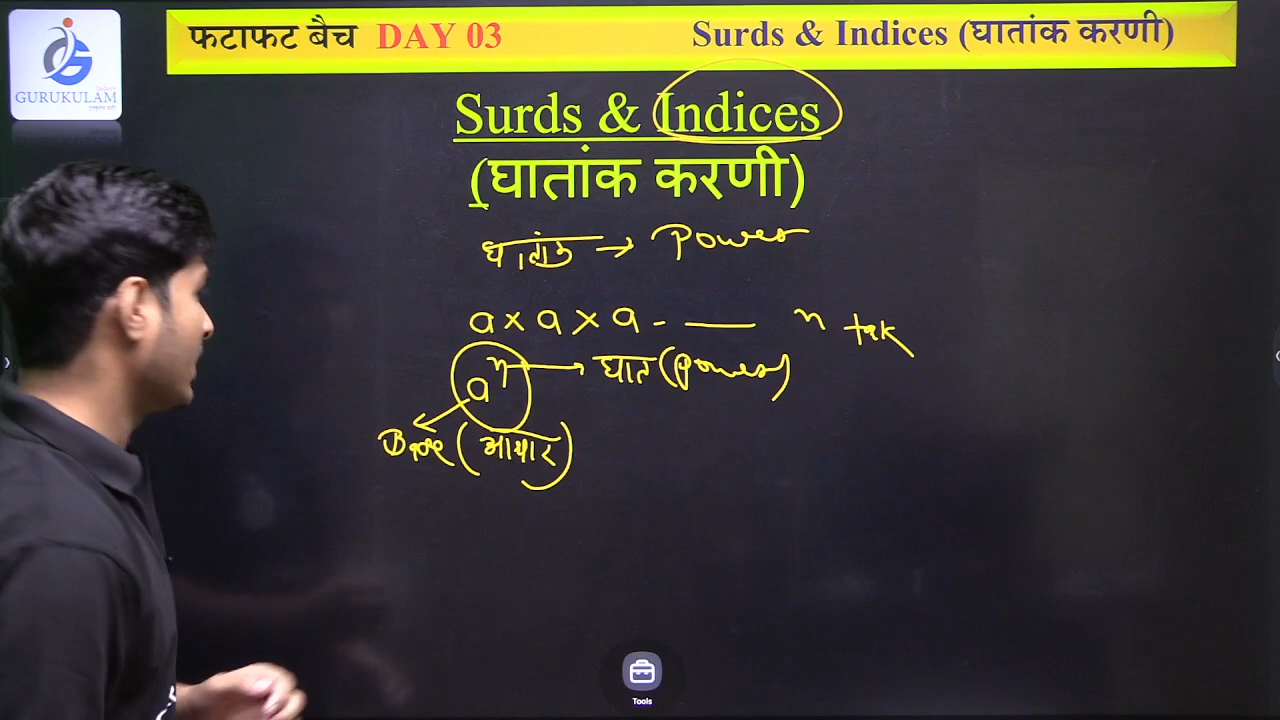 फटाफट बैच DAY 03 Surds & Indices (घातांक करणी)
GURUKULAM
Surds & Indices
(घातांक करणी)
घातांक → Power
a × a × a - — n tak
aⁿ → घात (Power)
Base (आधार)
Tools